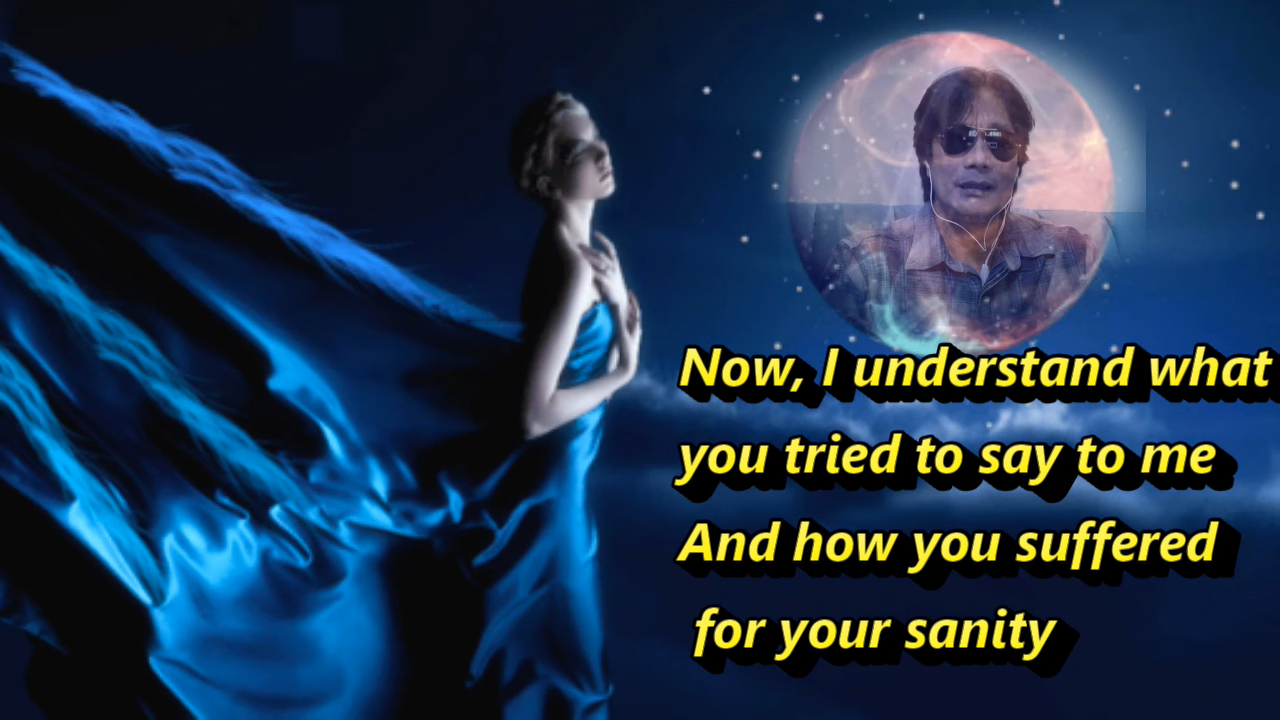 Now, I understand what
you tried to say to me
And how you suffered
for your sanity